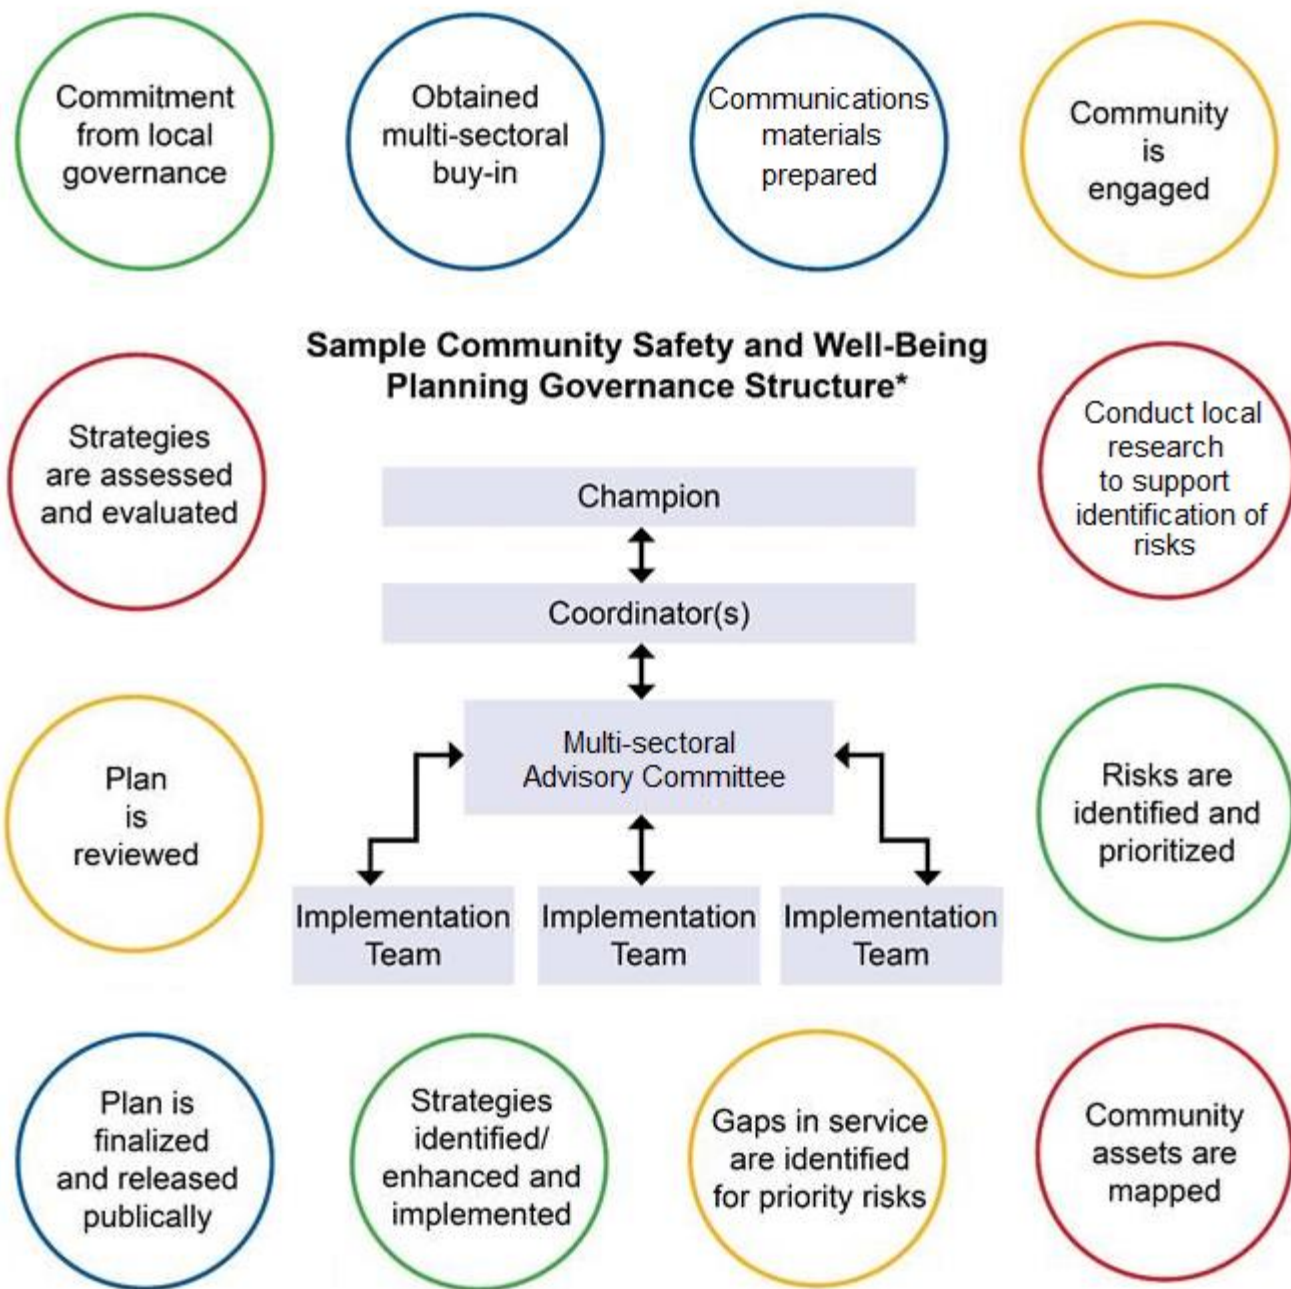 Commitment
from local
governance
Obtained
multi-sectoral
buy-in
Communications
materials
prepared
Community
is
engaged
Sample Community Safety and Well-Being
Planning Governance Structure*
Strategies
are assessed
and evaluated
Conduct local
research
to support
identification of
risks
Champion
Coordinator(s)
Multi-sectoral
Advisory Committee
Plan
is
reviewed
Risks are
identified and
prioritized
Implementation
Team
Implementation
Team
Implementation
Team
Plan is
finalized
and released
publically
Strategies
identified/
enhanced and
implemented
Gaps in service
are identified
for priority risks
Community
assets are
mapped